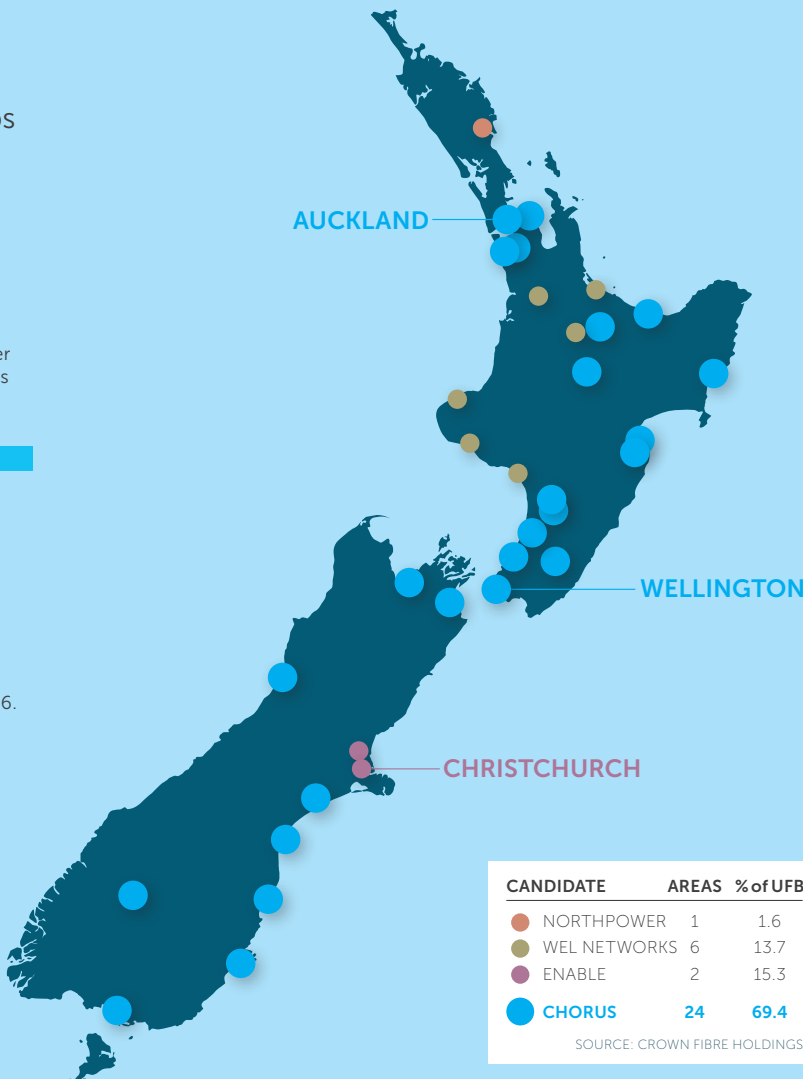 AUCKLAND
WELLINGTON
6.
CHRISTCHURCH
CANDIDATE AREAS % of UFB
NORTHPOWER 1 1.6
WEL NETWORKS 6 13.7
ENABLE 2 15.3
CHORUS 24 69.4
SOURCE: CROWN FIBRE HOLDINGS